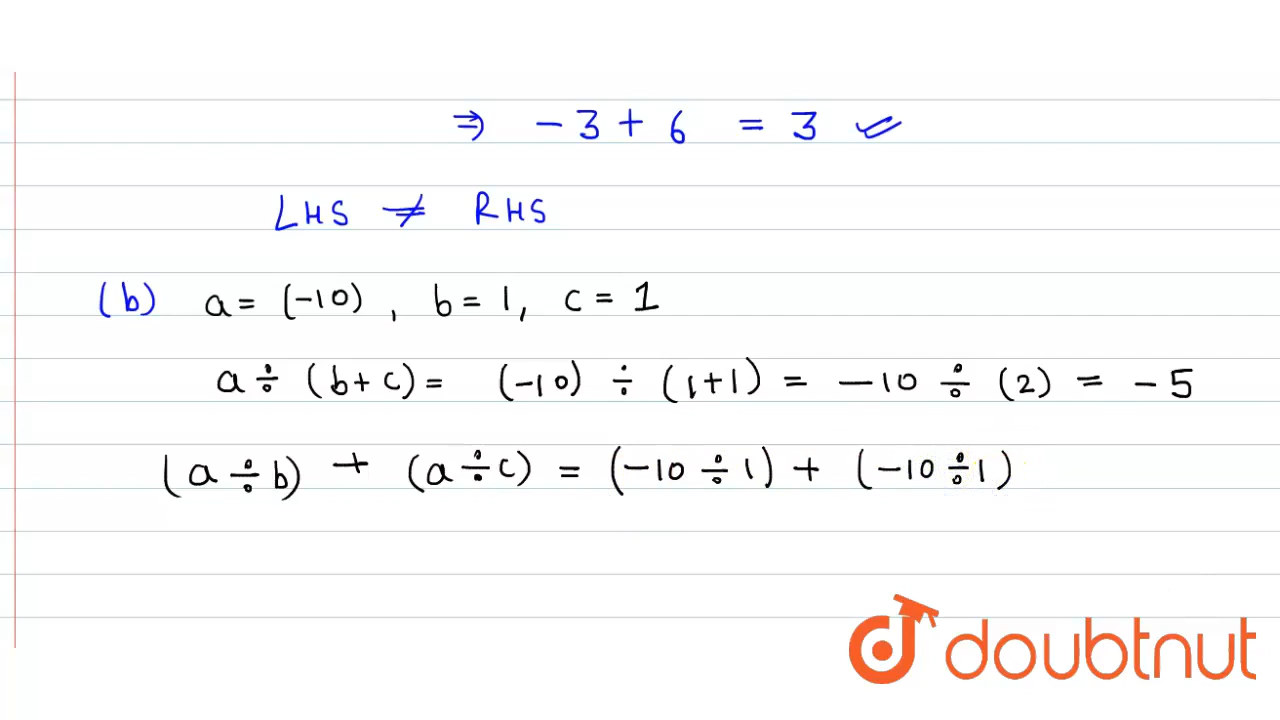 ⇒ -3 + 6 = 3
LHS ≠ RHS
(b) a = (-10), b = 1, c = 1
a ÷ (b + c) = (-10) ÷ (1+1) = -10 ÷ (2) = -5
(a ÷ b) + (a ÷ c) = (-10 ÷ 1) + (-10 ÷ 1)
doubtnut